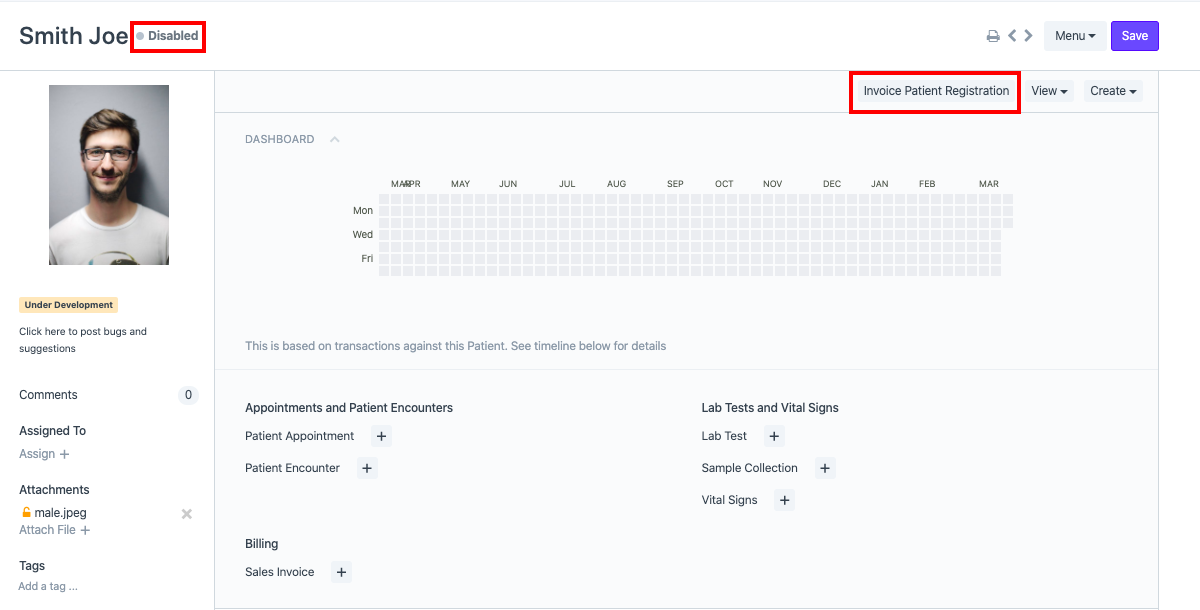 Smith Joe Disabled
Menu Save
Invoice Patient Registration View Create
DASHBOARD
MAR APR MAY JUN JUL AUG SEP OCT NOV DEC JAN FEB MAR
Mon
Wed
Fri
Under Development
Click here to post bugs and
suggestions
This is based on transactions against this Patient. See timeline below for details
Comments 0
Assigned To
Assign +
Attachments
male.jpeg
Attach File +
Tags
Add a tag ...
Appointments and Patient Encounters
Patient Appointment +
Patient Encounter +
Lab Tests and Vital Signs
Lab Test +
Sample Collection +
Vital Signs +
Billing
Sales Invoice +